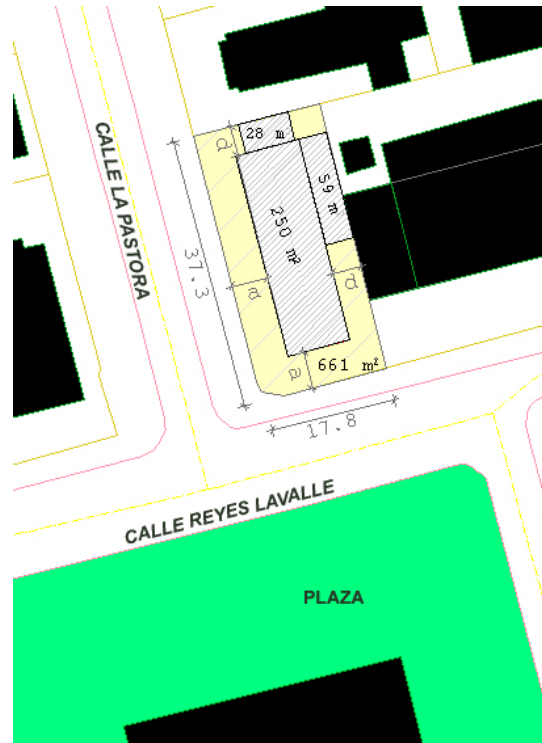 28 m
a
CALLE LA PASTORA
59 m
250 m²
37.3
a
a
a
661 m²
17.8
CALLE REYES LAVALLE
PLAZA